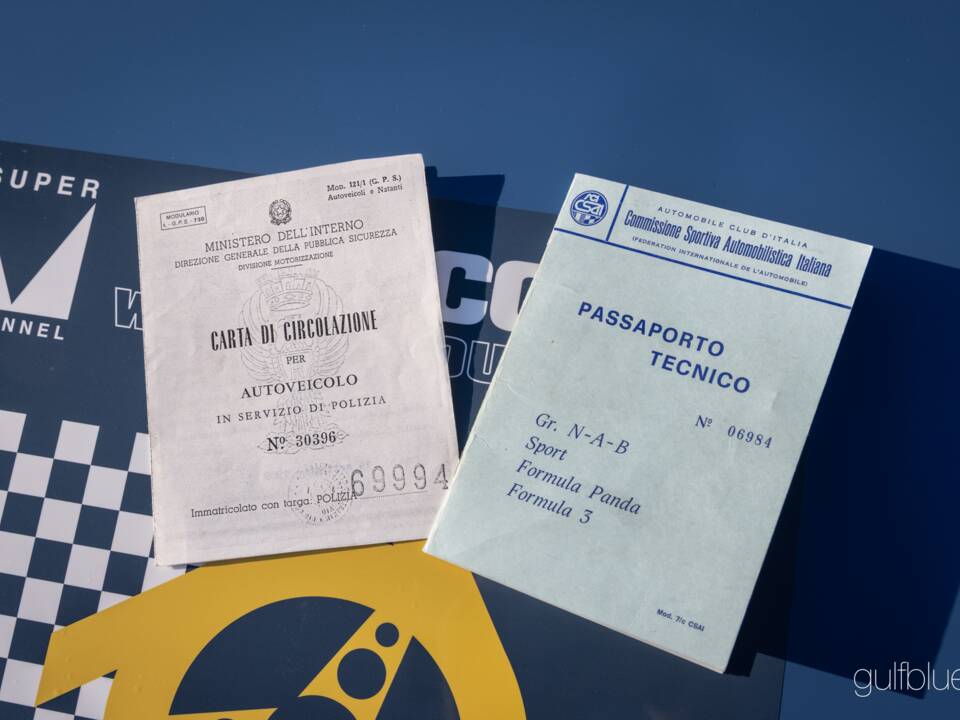 SUPER
NNEL
CO
MODULARIO
I. - G.P.S. - 730
Mod. 121/1 (G. P. S.)
Autoveicoli e Natanti
MINISTERO DELL'INTERNO
DIREZIONE GENERALE DELLA PUBBLICA SICUREZZA
DIVISIONE MOTORIZZAZIONE
CARTA DI CIRCOLAZIONE
PER
AUTOVEICOLO
IN SERVIZIO DI POLIZIA
Nº 30396
Immatricolato con targa: POLIZIA 69994
CSAI
AUTOMOBILE CLUB D'ITALIA
Commissione Sportiva Automobilistica Italiana
(FEDERATION INTERNATIONALE DE L'AUTOMOBILE)
PASSAPORTO
TECNICO
Nº 06984
Gr. N-A-B
Sport
Formula Panda
Formula 3
Mod. 7/c CSAI
gulfblue